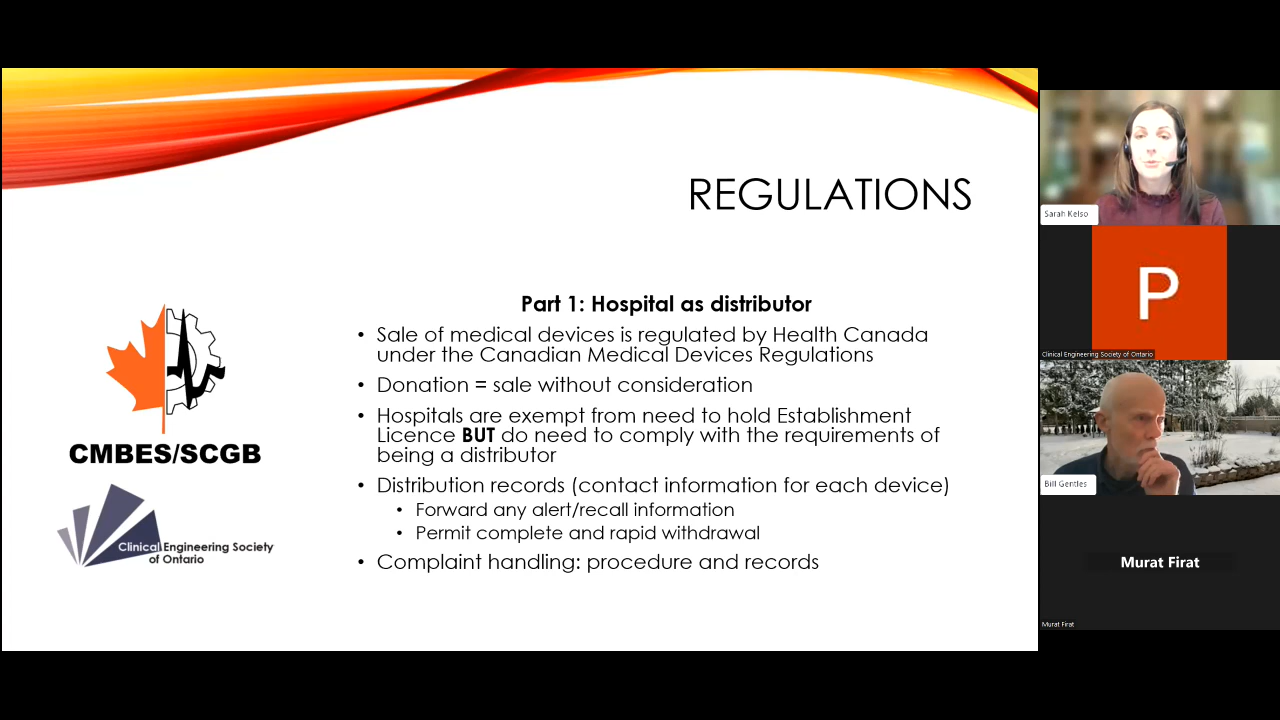 REGULATIONS
Part 1: Hospital as distributor
• Sale of medical devices is regulated by Health Canada
under the Canadian Medical Devices Regulations
• Donation = sale without consideration
• Hospitals are exempt from need to hold Establishment
Licence BUT do need to comply with the requirements of
being a distributor
• Distribution records (contact information for each device)
• Forward any alert/recall information
• Permit complete and rapid withdrawal
• Complaint handling: procedure and records
CMBES/SCGB
Clinical Engineering Society
of Ontario
Sarah Kelso
P
Clinical Engineering Society of Ontario
Bill Gentles
Murat Firat
Murat Firat